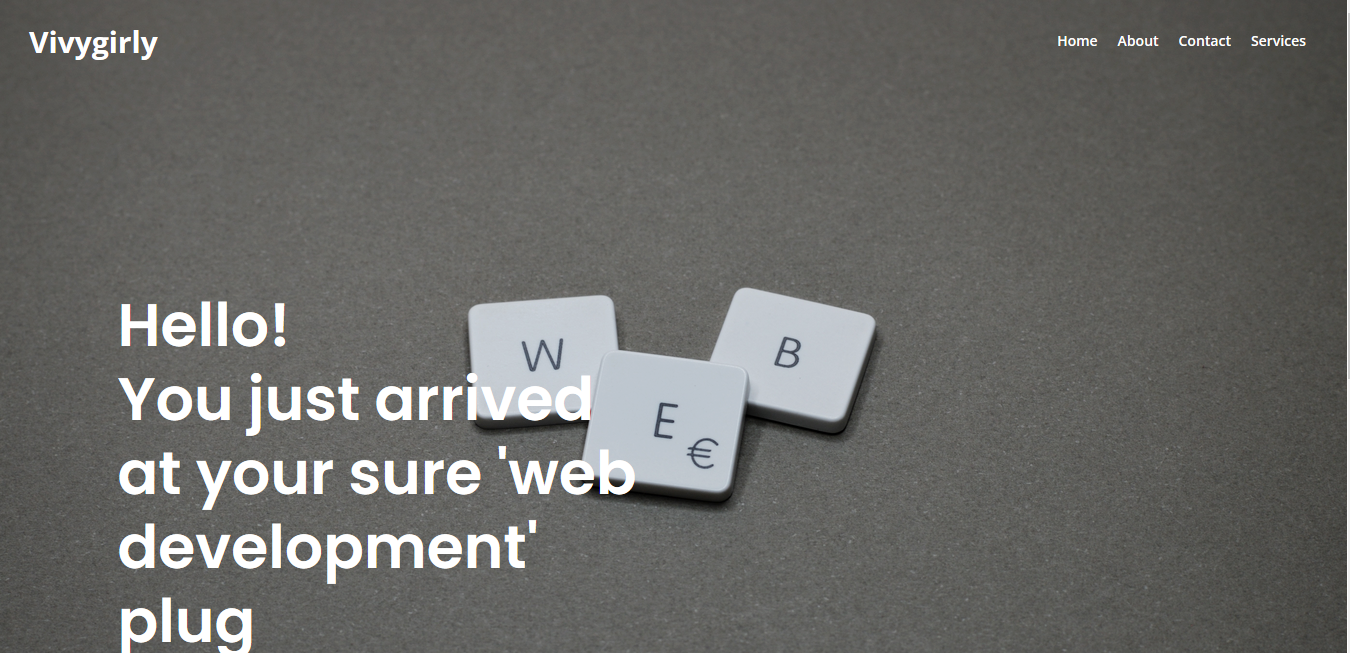 Vivygirly
Home About Contact Services
Hello!
You just arrived
at your sure 'web
development'
plug
W
B
E
€